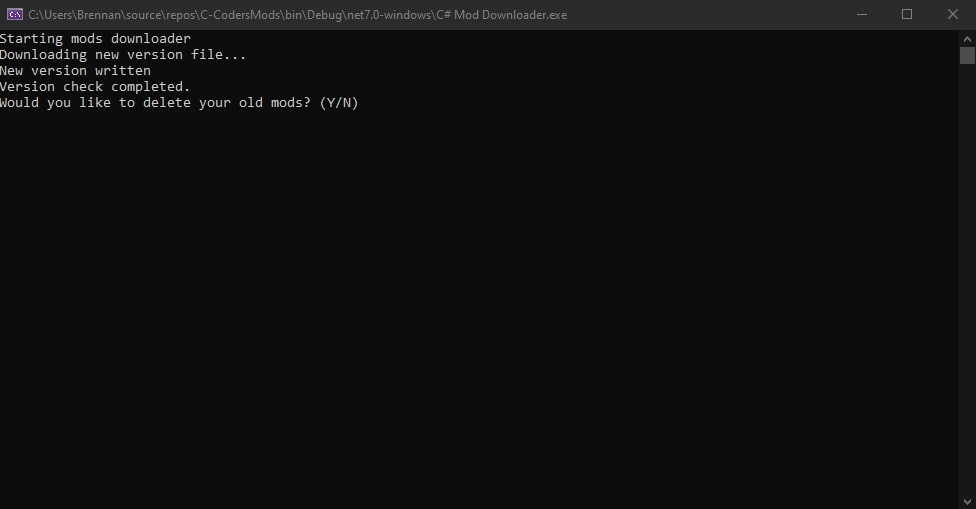 C:\Users\Brennan\source\repos\C-CodersMods\bin\Debug\net7.0-windows\C# Mod Downloader.exe
Starting mods downloader
Downloading new version file...
New version written
Version check completed.
Would you like to delete your old mods? (Y/N)